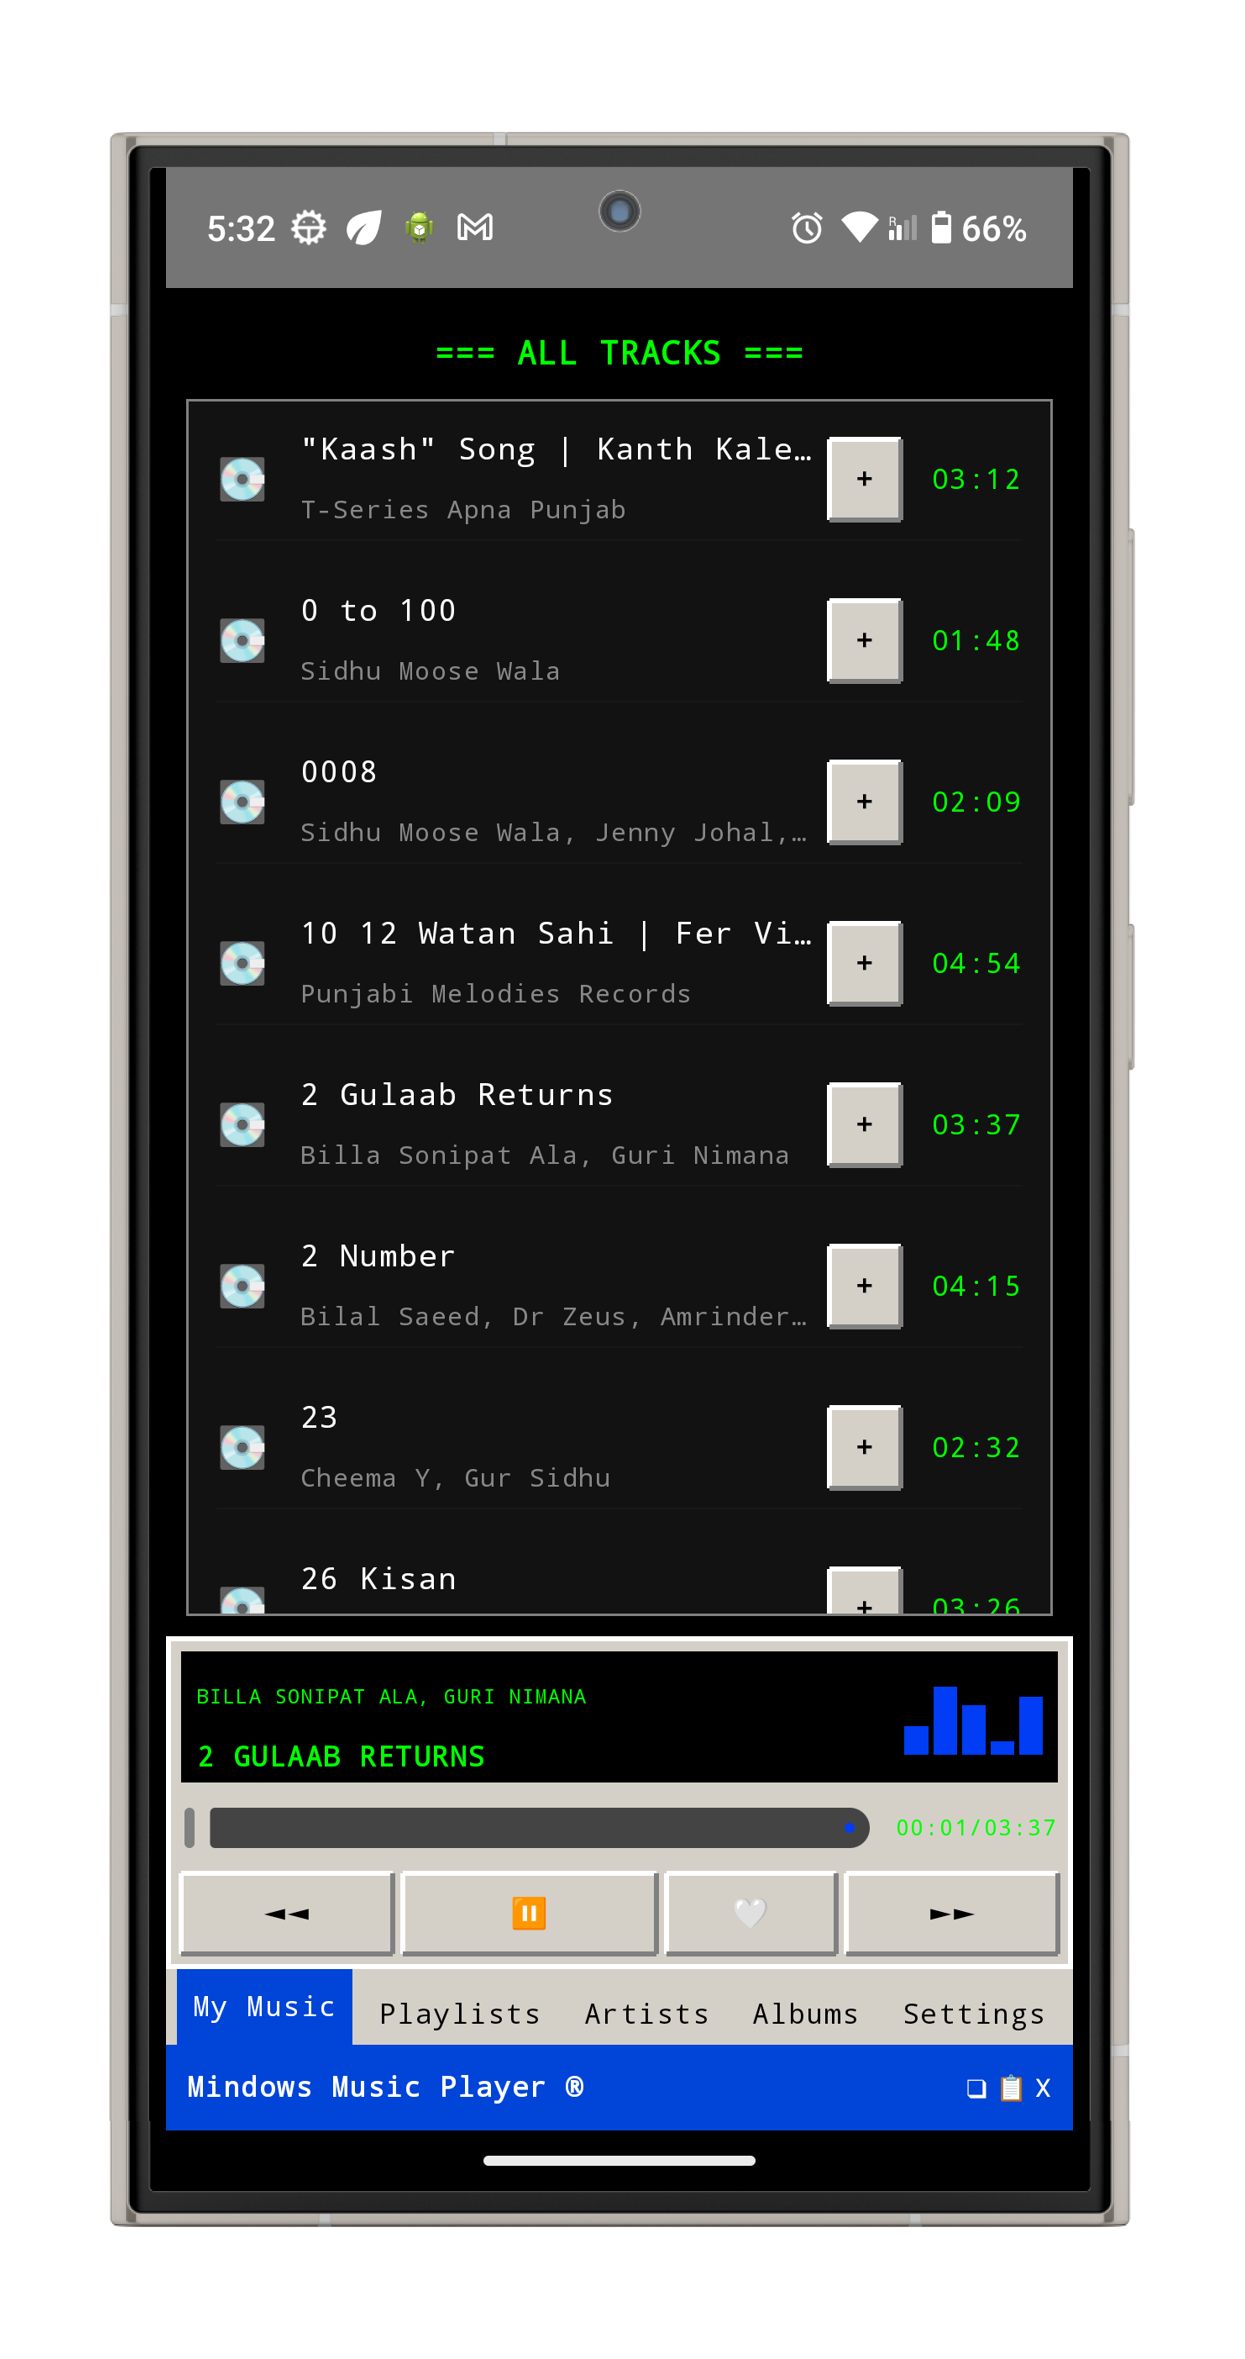 5:32
R
66%
=== ALL TRACKS ===
"Kaash" Song | Kanth Kale…
T-Series Apna Punjab
+
03:12
0 to 100
Sidhu Moose Wala
+
01:48
0008
Sidhu Moose Wala, Jenny Johal,…
+
02:09
10 12 Watan Sahi | Fer Vi…
Punjabi Melodies Records
+
04:54
2 Gulaab Returns
Billa Sonipat Ala, Guri Nimana
+
03:37
2 Number
Bilal Saeed, Dr Zeus, Amrinder…
+
04:15
23
Cheema Y, Gur Sidhu
+
02:32
26 Kisan
+
03:26
BILLA SONIPAT ALA, GURI NIMANA
2 GULAAB RETURNS
00:01/03:37
◄◄ ⏸️ 🤍 ►►
My Music Playlists Artists Albums Settings
Mindows Music Player ® ❏ 📋 X